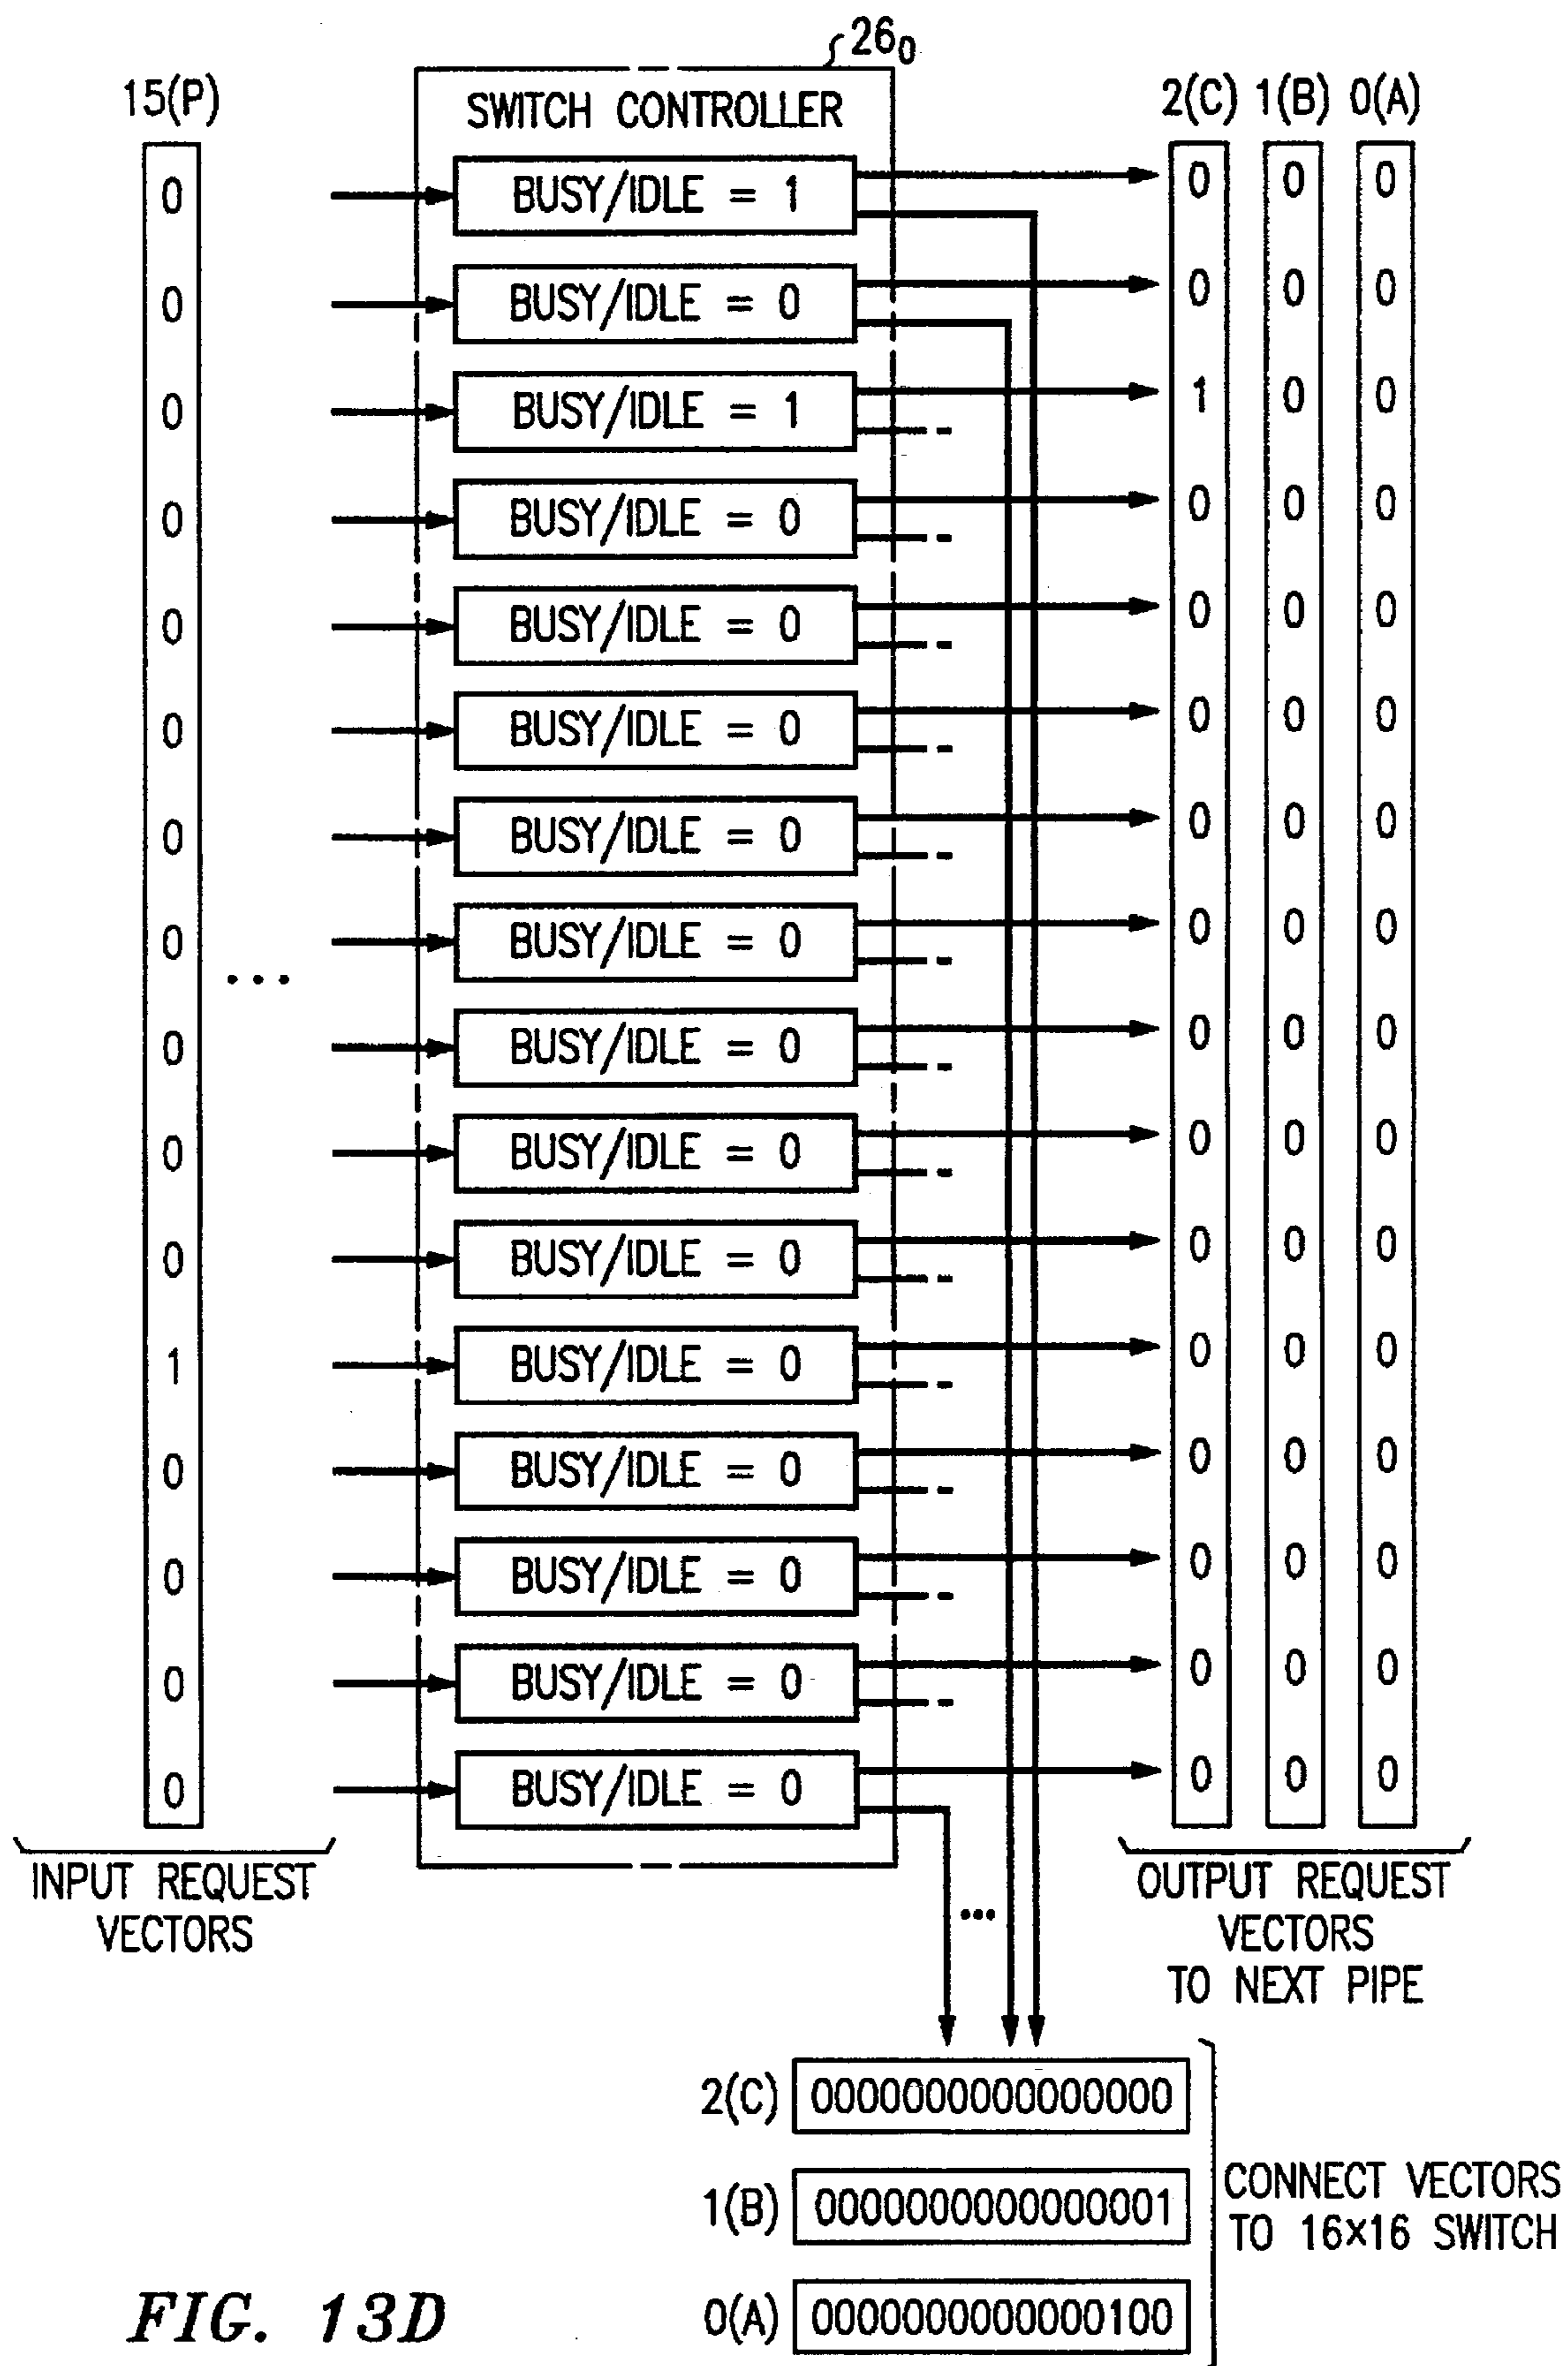 26₀
15(P) SWITCH CONTROLLER 2(C) 1(B) 0(A)
0 BUSY/IDLE = 1 0 0 0
0 BUSY/IDLE = 0 0 0 0
0 BUSY/IDLE = 1 1 0 0
0 BUSY/IDLE = 0 0 0 0
0 BUSY/IDLE = 0 0 0 0
0 BUSY/IDLE = 0 0 0 0
0 BUSY/IDLE = 0 0 0 0
0 BUSY/IDLE = 0 0 0 0
...
0 BUSY/IDLE = 0 0 0 0
0 BUSY/IDLE = 0 0 0 0
0 BUSY/IDLE = 0 0 0 0
1 BUSY/IDLE = 0 0 0 0
0 BUSY/IDLE = 0 0 0 0
0 BUSY/IDLE = 0 0 0 0
0 BUSY/IDLE = 0 0 0 0
0 BUSY/IDLE = 0 0 0 0
INPUT REQUEST
VECTORS
OUTPUT REQUEST
VECTORS
TO NEXT PIPE
...
2(C) 0000000000000000
1(B) 0000000000000001
0(A) 0000000000000100
CONNECT VECTORS
TO 16×16 SWITCH
FIG. 13D